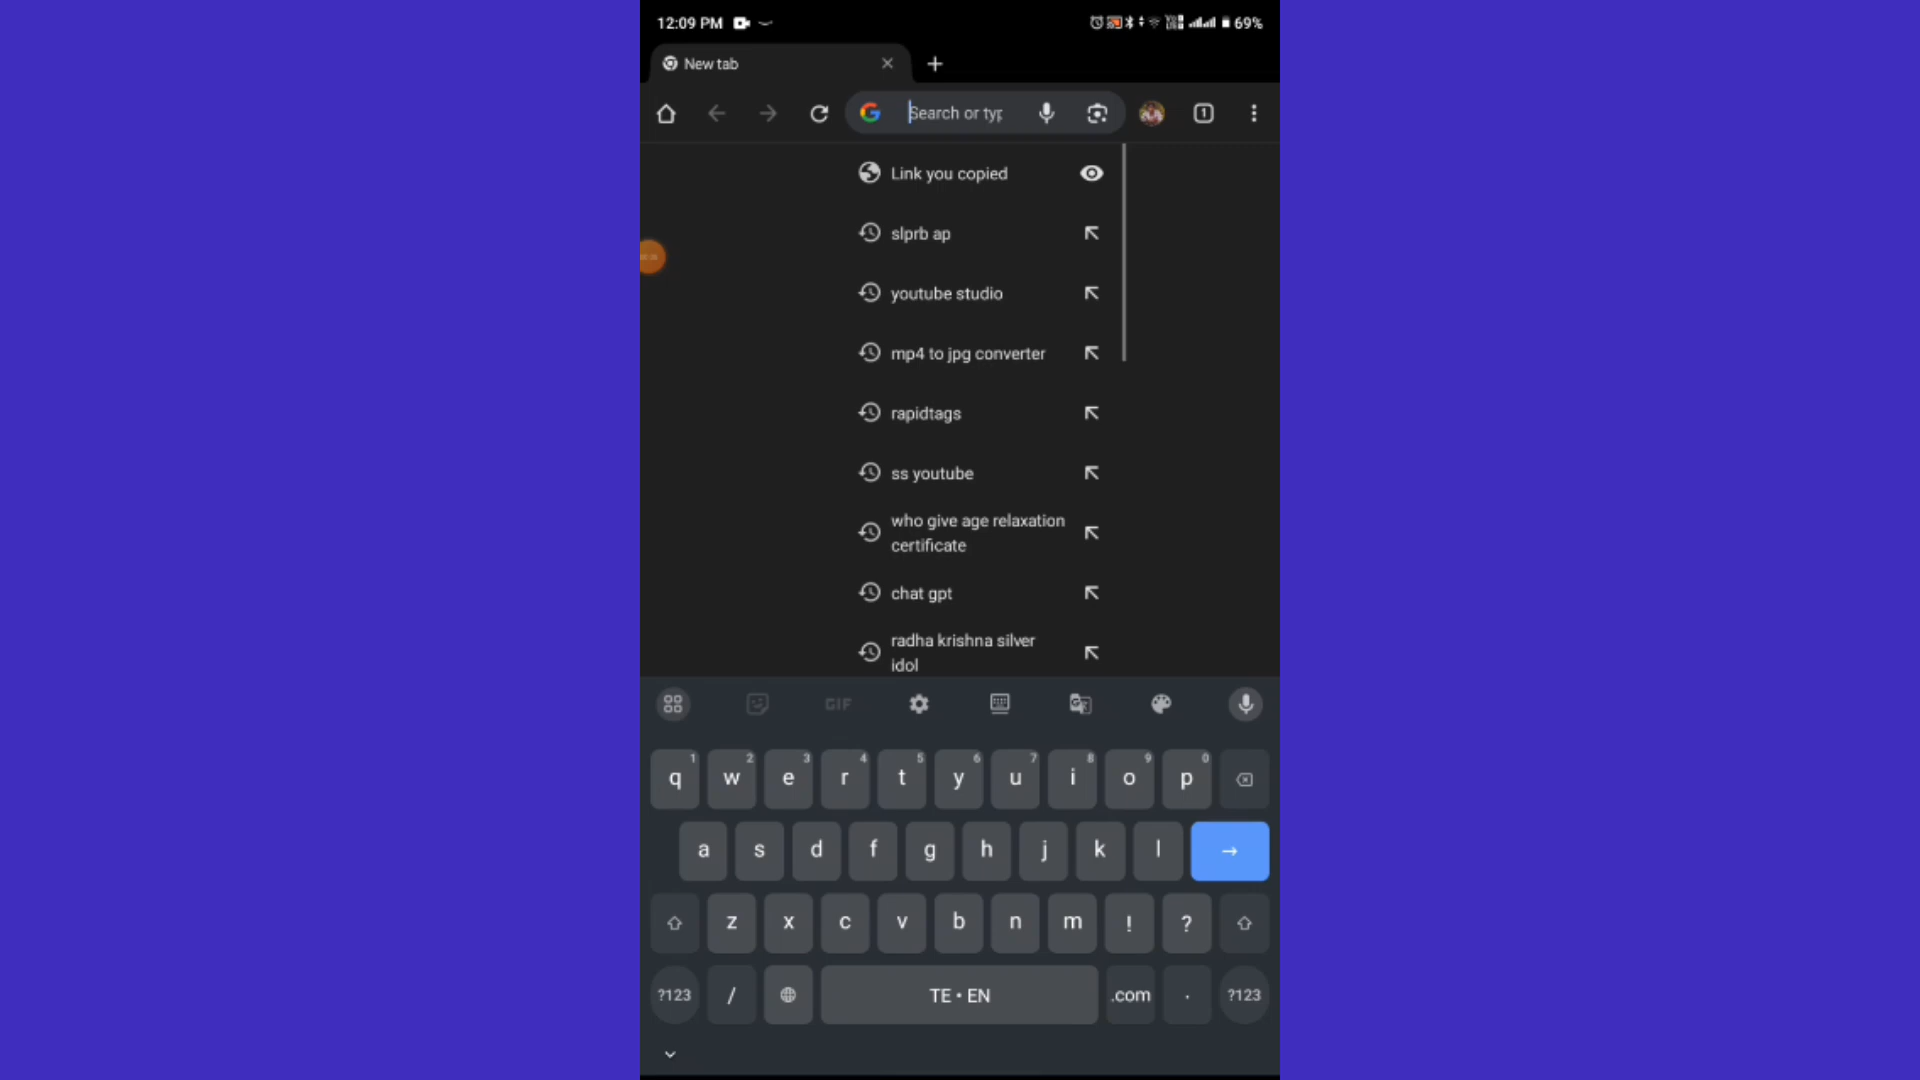 12:09 PM
69%
New tab
Search or typ
1
Link you copied
slprb ap
youtube studio
mp4 to jpg converter
rapidtags
ss youtube
who give age relaxation
certificate
chat gpt
radha krishna silver
idol
GIF
q 1 w 2 e 3 r 4 t 5 y 6 u 7 i 8 o 9 p 0
a s d f g h j k l →
z x c v b n m ! ?
?123 / TE • EN .com . ?123